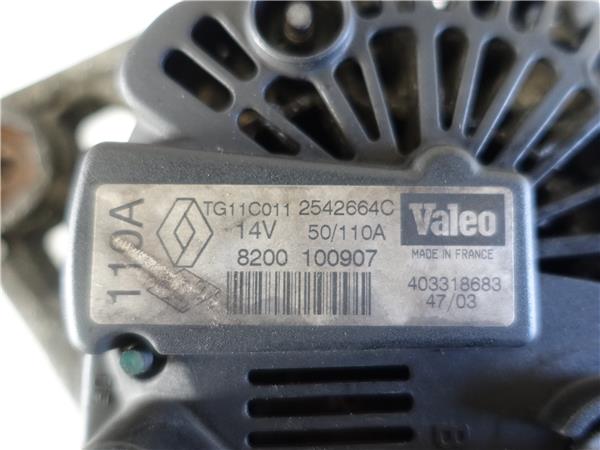 110A
TG11C011 2542664C
14V 50/110A
8200 100907
Valeo
MADE IN FRANCE
403318683
47/03